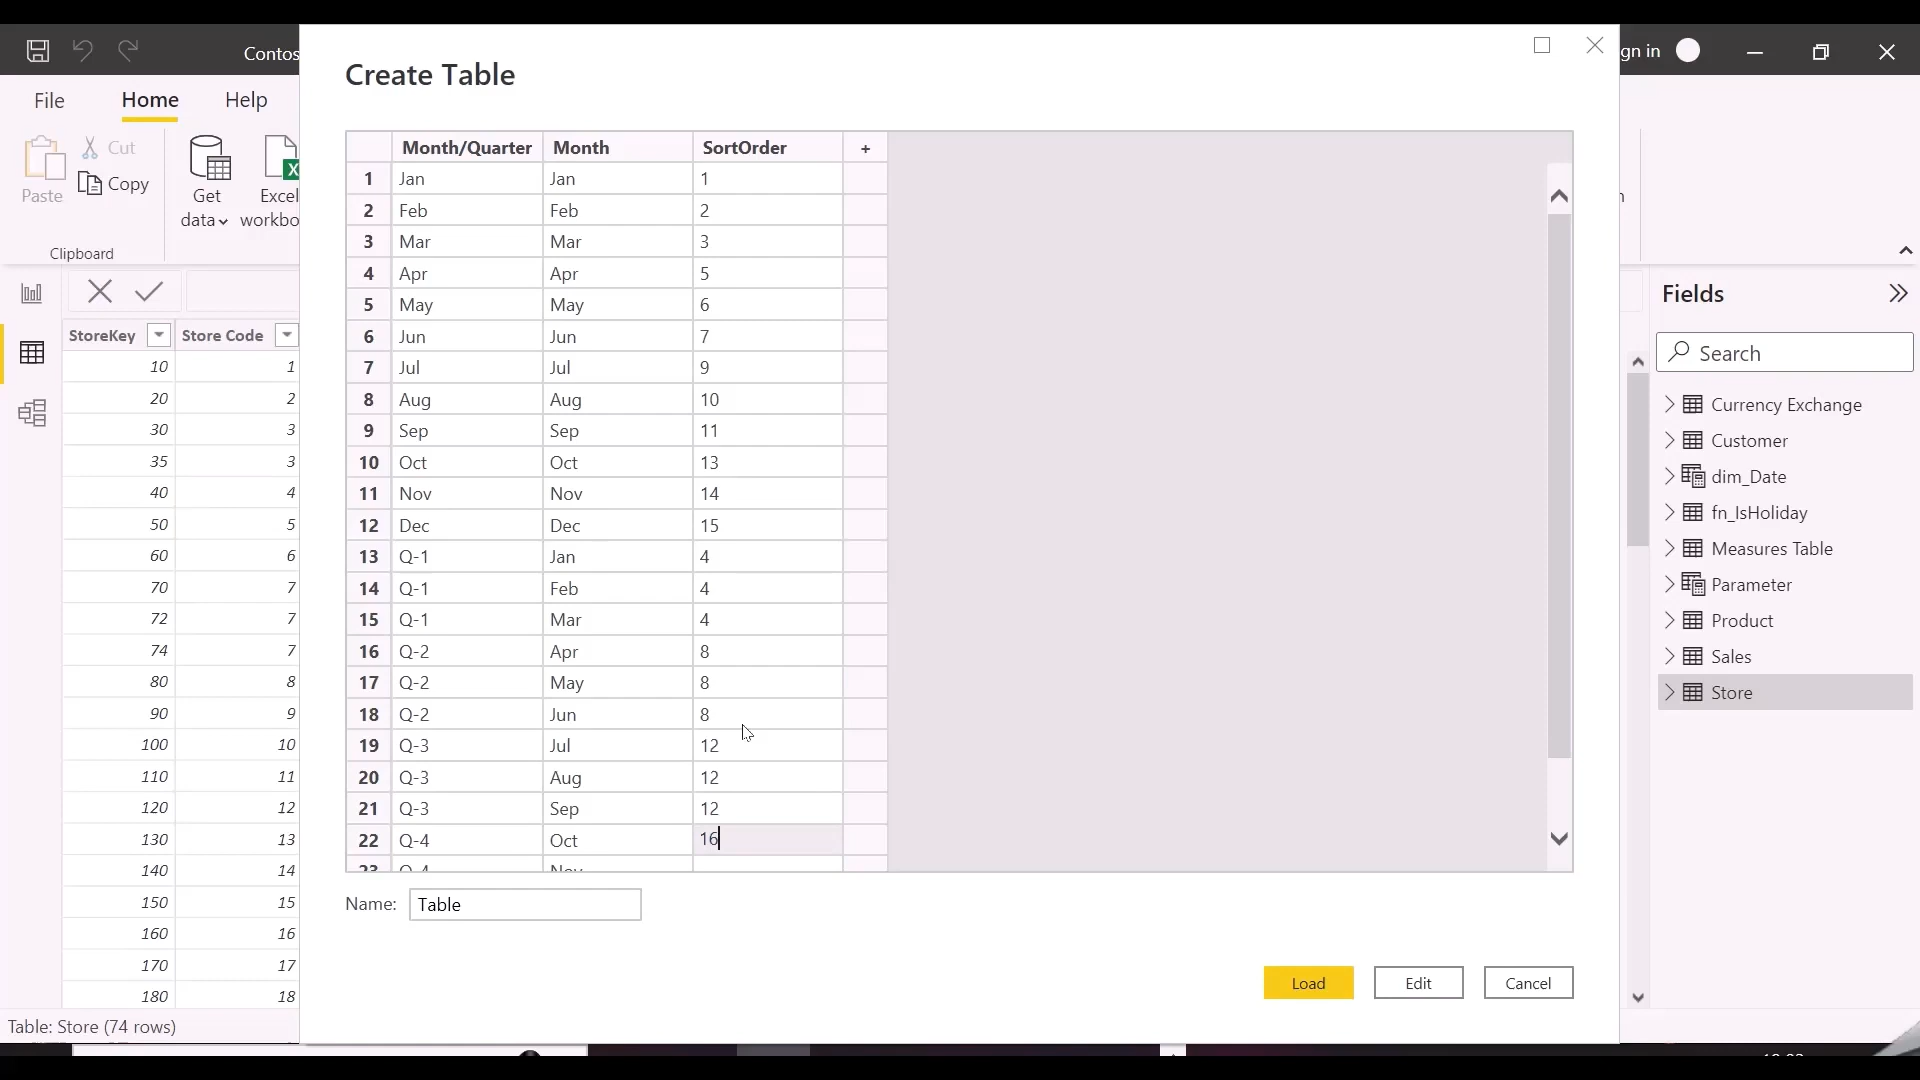 Contos
gn in
Create Table
File Home Help
Paste
Cut
Copy
Get data
Excel workbo
Clipboard
Month/Quarter Month SortOrder +
1 Jan Jan 1
2 Feb Feb 2
3 Mar Mar 3
4 Apr Apr 5
5 May May 6
6 Jun Jun 7
7 Jul Jul 9
8 Aug Aug 10
9 Sep Sep 11
10 Oct Oct 13
11 Nov Nov 14
12 Dec Dec 15
13 Q-1 Jan 4
14 Q-1 Feb 4
15 Q-1 Mar 4
16 Q-2 Apr 8
17 Q-2 May 8
18 Q-2 Jun 8
19 Q-3 Jul 12
20 Q-3 Aug 12
21 Q-3 Sep 12
22 Q-4 Oct 16
23 Q-4 Nov
Name: Table
Load Edit Cancel
StoreKey Store Code
10 1
20 2
30 3
35 3
40 4
50 5
60 6
70 7
72 7
74 7
80 8
90 9
100 10
110 11
120 12
130 13
140 14
150 15
160 16
170 17
180 18
Table: Store (74 rows)
Fields
Search
Currency Exchange
Customer
dim_Date
fn_IsHoliday
Measures Table
Parameter
Product
Sales
Store